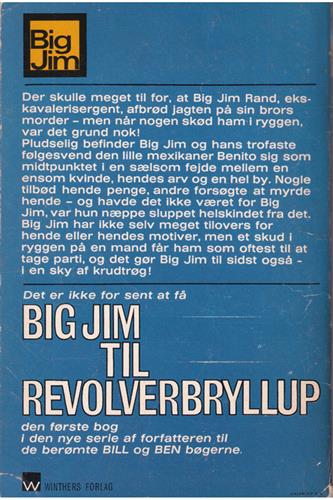 Big
Jim
Der skulle meget til for, at Big Jim Rand, eks-
kavalerisergent, afbrød jagten på sin brors
morder – men når nogen skød ham i ryggen,
var det grund nok!
Pludselig befinder Big Jim og hans trofaste
følgesvend den lille mexikaner Benito sig som
midtpunktet i en sælsom fejde mellem en
ensom kvinde, hendes arv og en hel by. Nogle
tilbød hende penge, andre forsøgte at myrde
hende – og havde det ikke været for Big
Jim, var hun næppe sluppet helskindet fra det.
Big Jim har ikke selv meget tilovers for
hende eller hendes motiver, men et skud i
ryggen på en mand får ham som oftest til at
tage parti, og det gør Big Jim til sidst også -
i en sky af krudtrøg!
Det er ikke for sent at få
BIG JIM
TIL
REVOLVERBRYLLUP
den første bog
i den nye serie af forfatteren til
de berømte BILL og BEN bøgerne.
W WINTHERS FORLAG